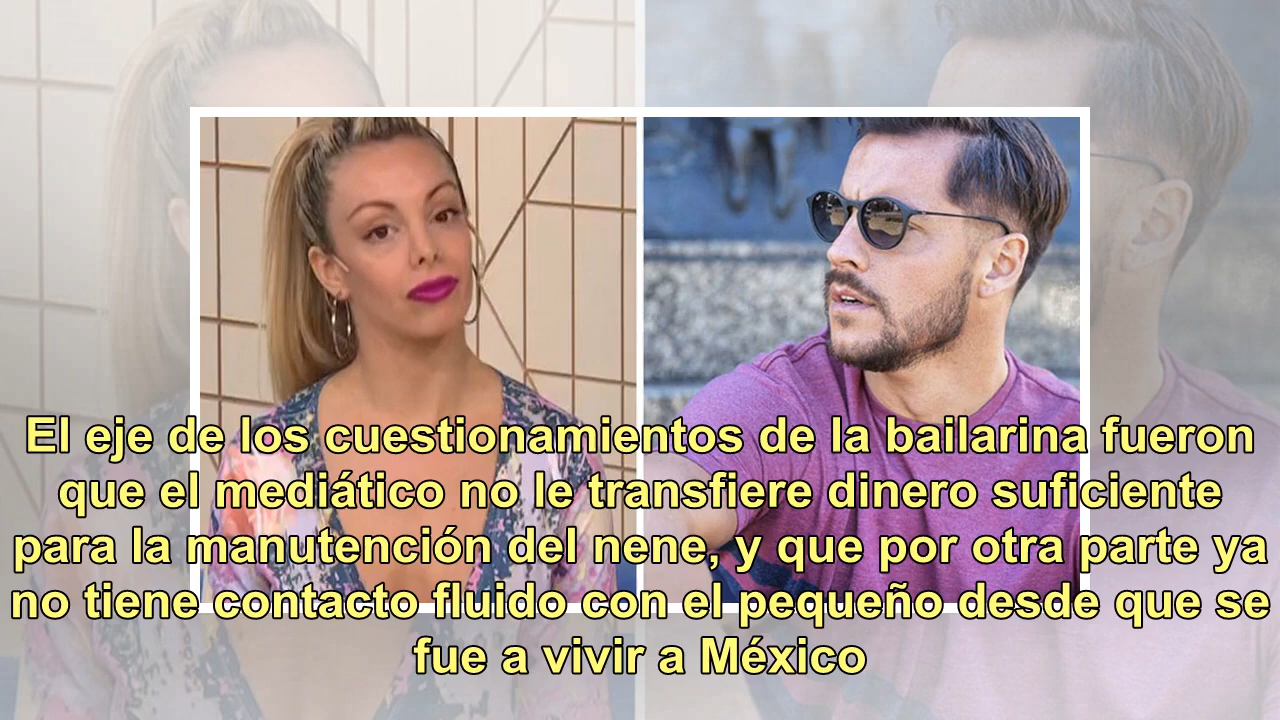 El eje de los cuestionamientos de la bailarina fueron
que el mediático no le transfiere dinero suficiente
para la manutención del nene, y que por otra parte ya
no tiene contacto fluido con el pequeño desde que se
fue a vivir a México